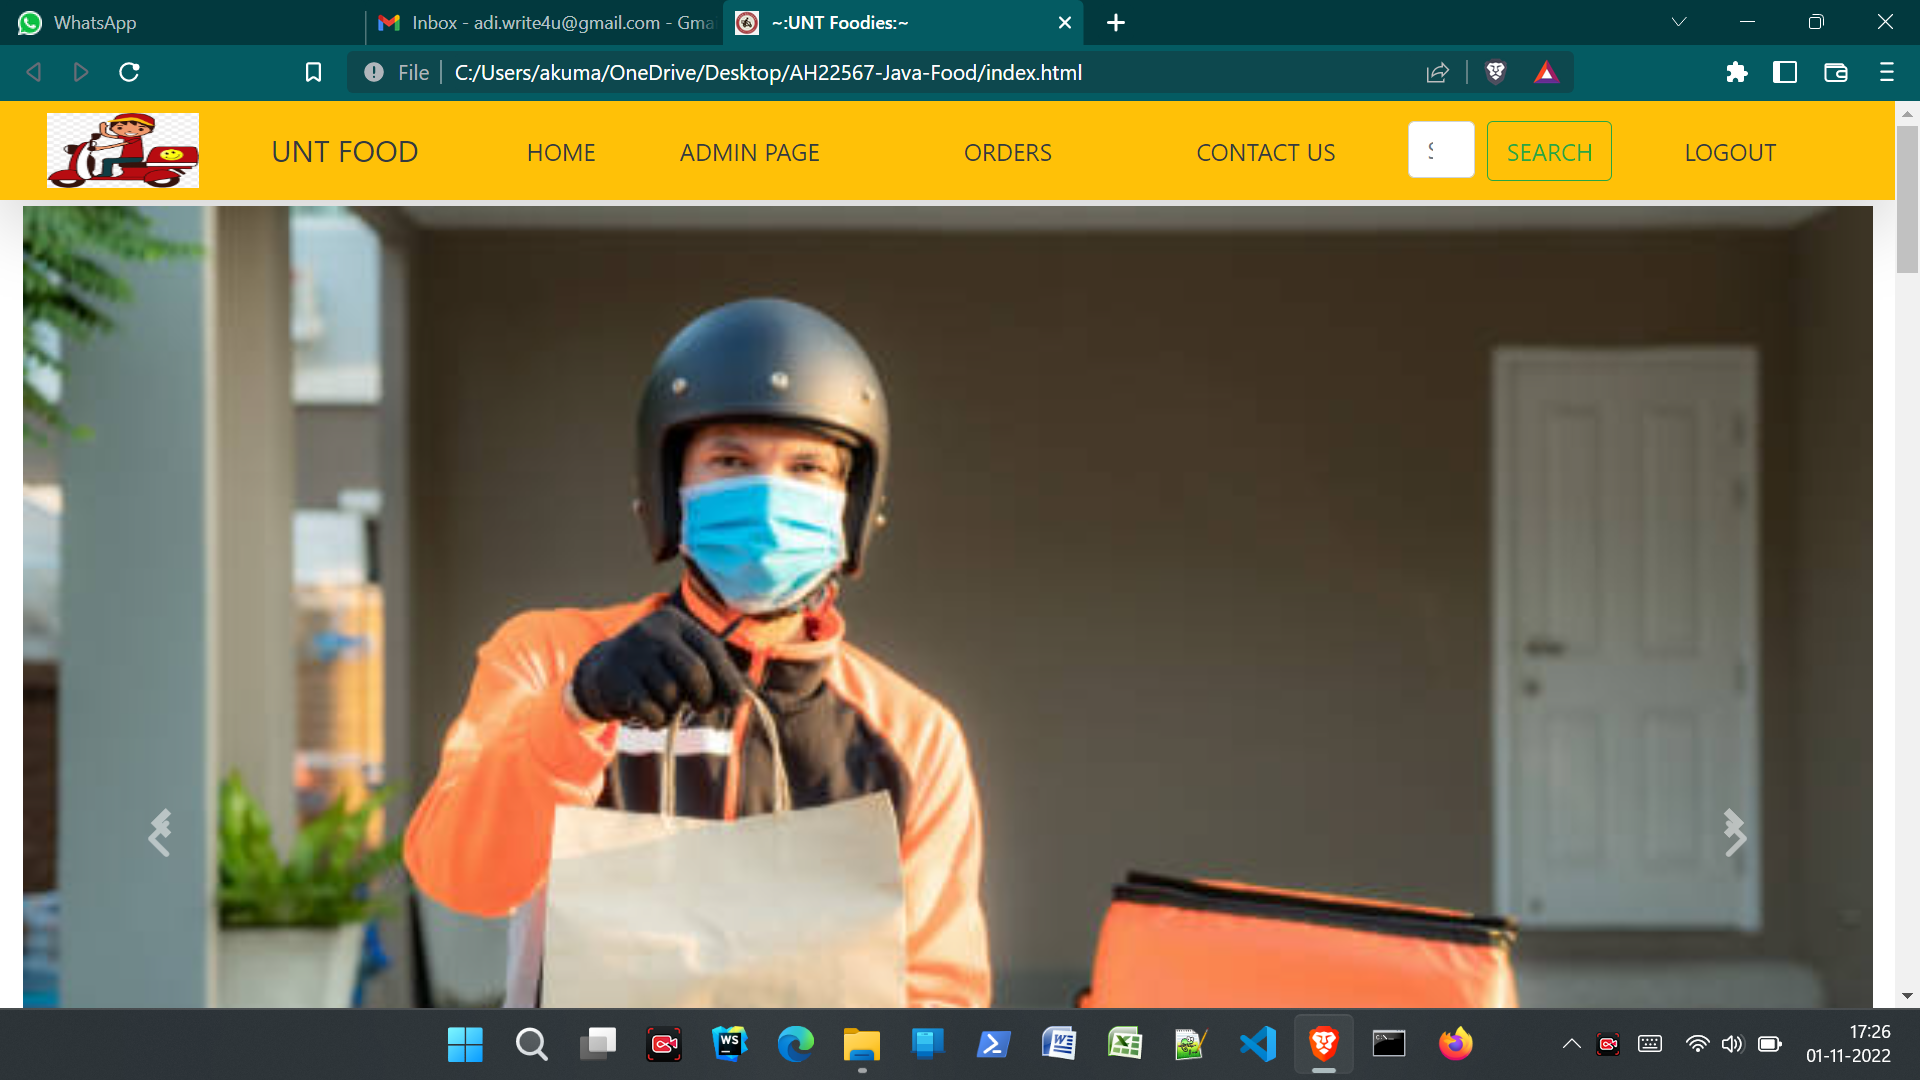 WhatsApp
Inbox - adi.write4u@gmail.com - Gma
~:UNT Foodies:~
File
C:/Users/akuma/OneDrive/Desktop/AH22567-Java-Food/index.html
UNT FOOD
HOME
ADMIN PAGE
ORDERS
CONTACT US
SEARCH
LOGOUT
WS
17:26
01-11-2022